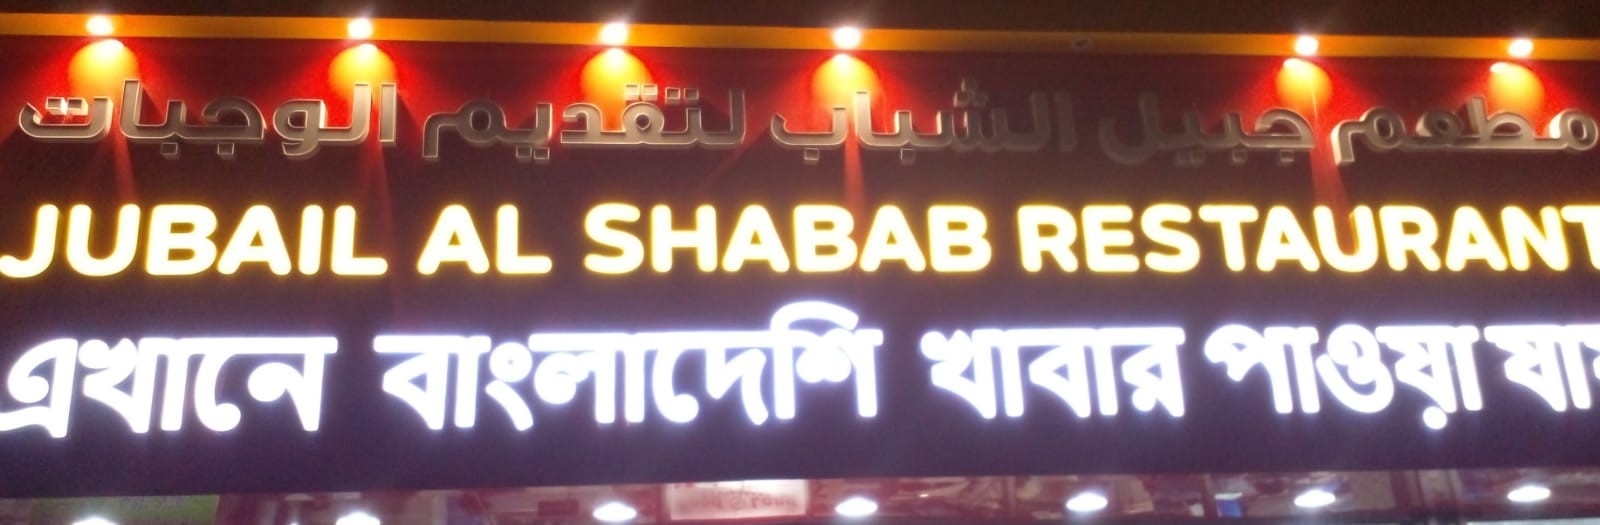 مطعم جبيل الشباب لتقديم الوجبات
JUBAIL AL SHABAB RESTAURANT
এখানে বাংলাদেশি খাবার পাওয়া যায়